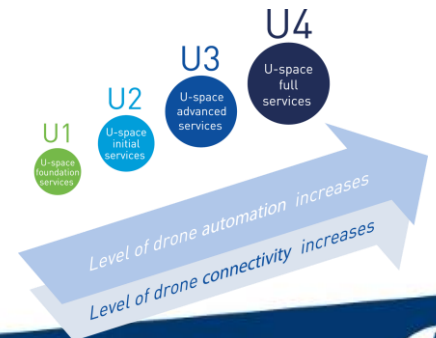 U1
U-space
foundation
services
U2
U-space
initial
services
U3
U-space
advanced
services
U4
U-space
full
services
Level of drone automation increases
Level of drone connectivity increases